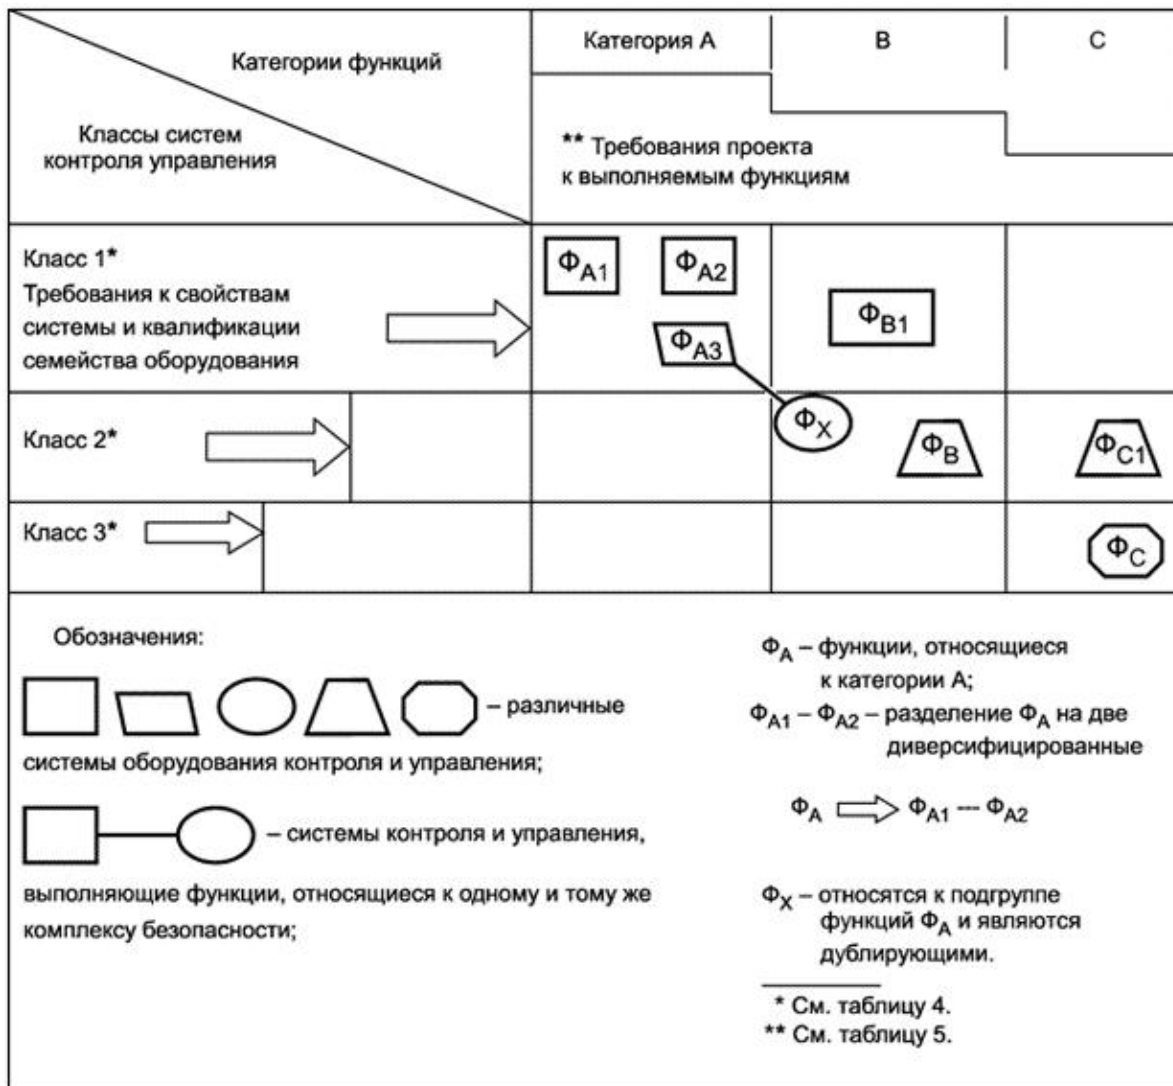 Категории функций
Классы систем
контроля управления
Категория А
В
С
** Требования проекта
к выполняемым функциям
Класс 1*
Требования к свойствам
системы и квалификации
семейства оборудования
ФА1
ФА2
ФА3
ФВ1
Класс 2*
ФХ
ФВ
ФС1
Класс 3*
ФС
Обозначения:
– различные
системы оборудования контроля и управления;
– системы контроля и управления,
выполняющие функции, относящиеся к одному и тому же
комплексу безопасности;
ФА – функции, относящиеся
к категории А;
ФА1 – ФА2 – разделение ФА на две
диверсифицированные
ФА ⇒ ФА1 --- ФА2
ФХ – относятся к подгруппе
функций ФА и являются
дублирующими.
* См. таблицу 4.
** См. таблицу 5.